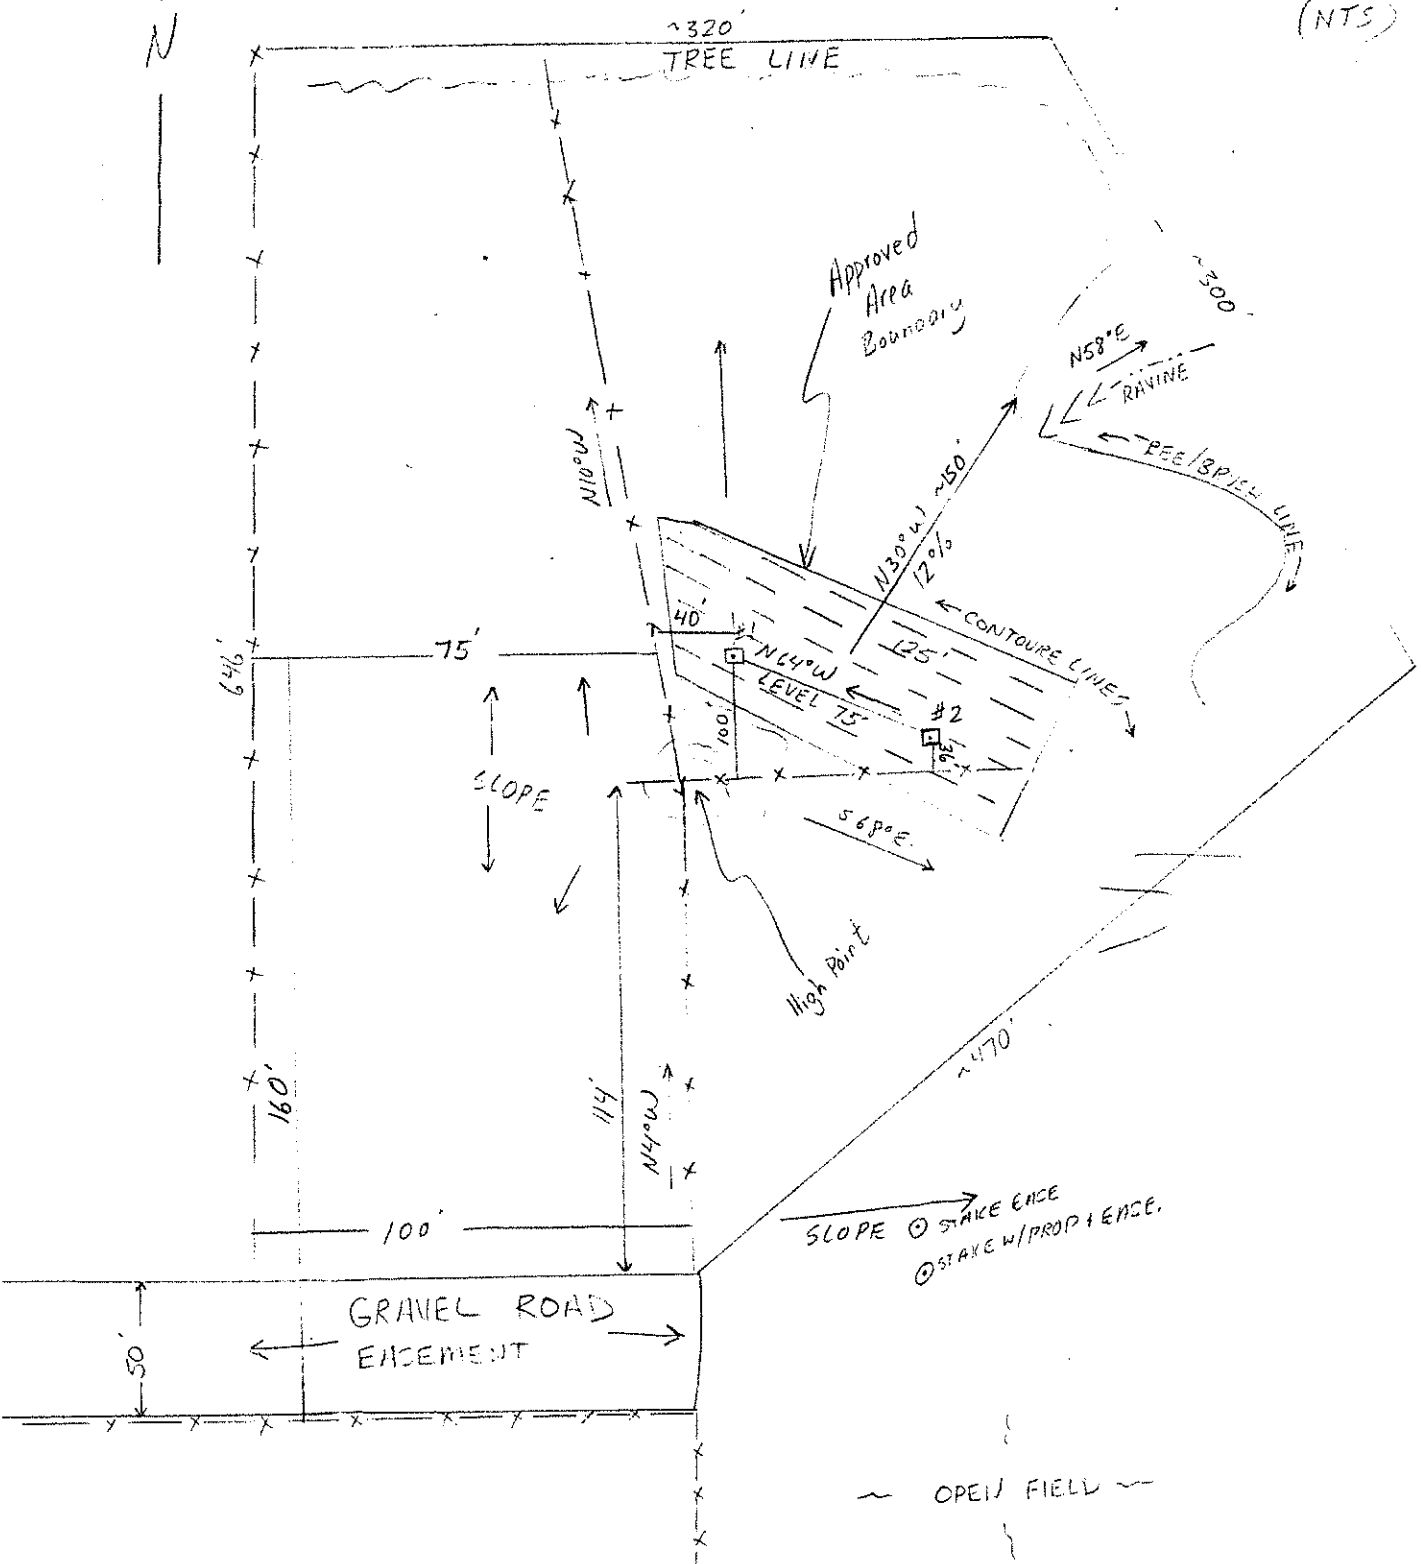 N
(NTS)
~320'
TREE LINE
Approved
Area
Boundary
~300'
N58°E
RAVINE
TREE/BRUSH LINE
N10°W
N30°W ~150'
12%
CONTOURE LINES
125'
40'
#1
N64°W
LEVEL 75'
#2
100'
36'
646'
75'
SLOPE
S68°E
High Point
~470'
114'
N4°W
160'
100'
SLOPE
STAKE EASE
STAKE W/PROP & EASE.
GRAVEL ROAD
EASEMENT
50'
~ OPEN FIELD ~